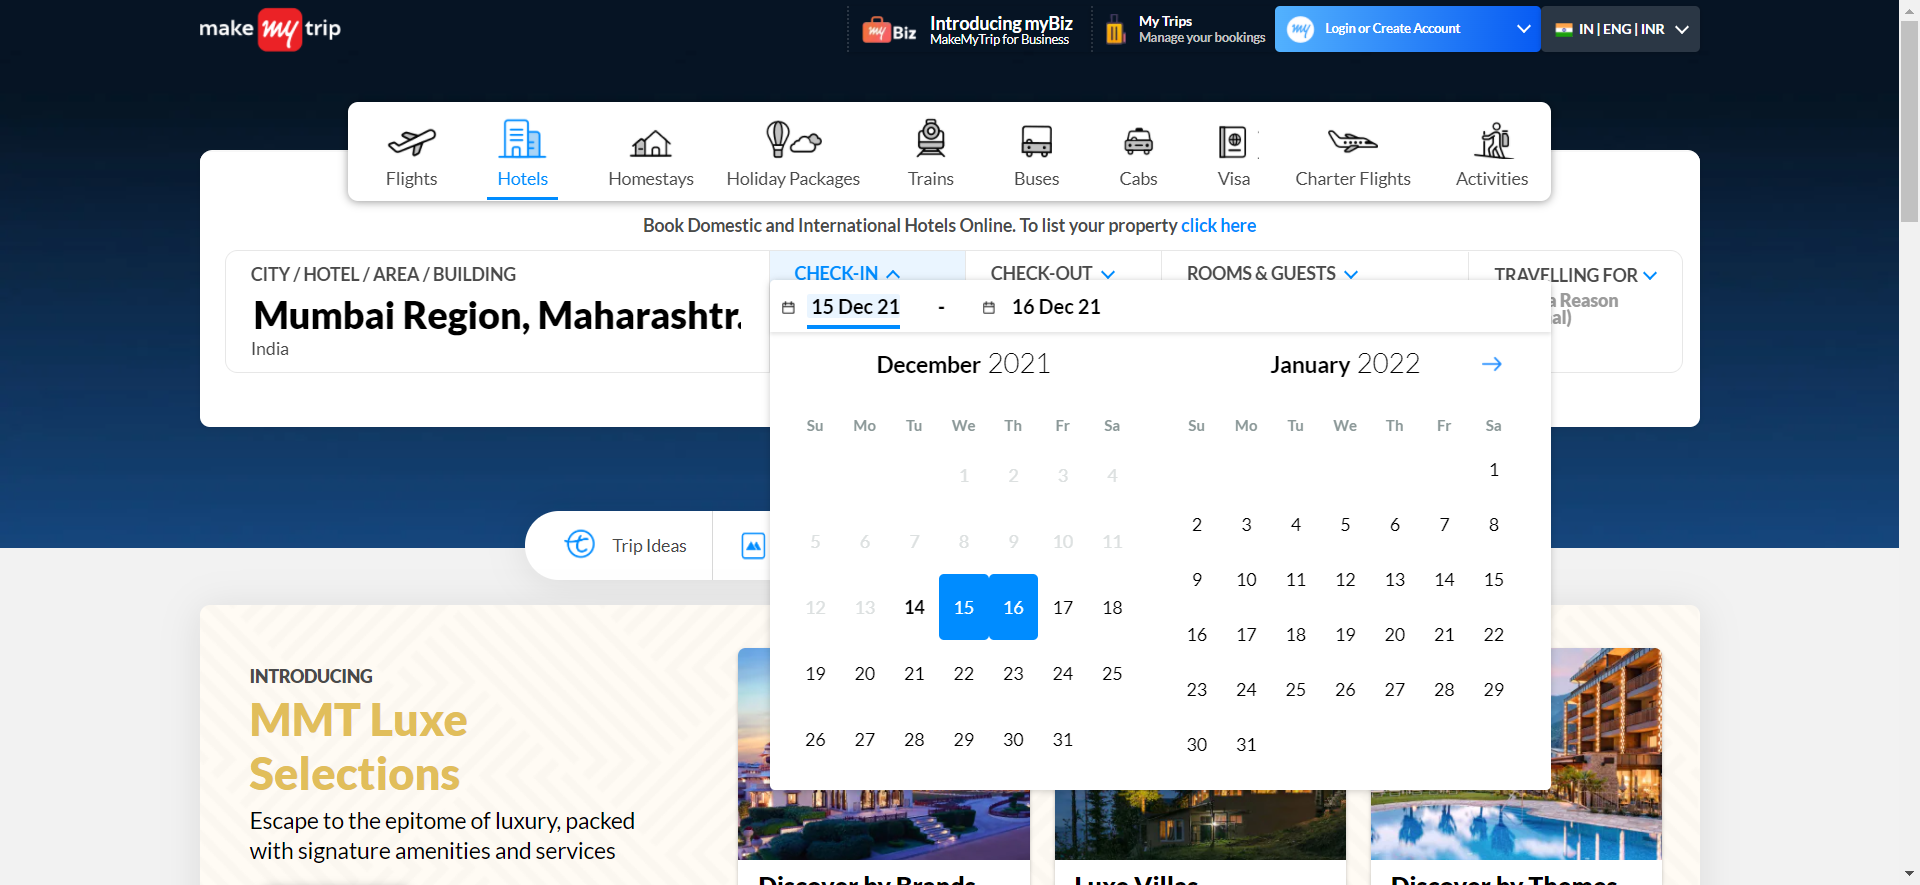 make my trip
my Biz
Introducing myBiz
MakeMyTrip for Business
My Trips
Manage your bookings
my
Login or Create Account
IN | ENG | INR
Flights
Hotels
Homestays
Holiday Packages
Trains
Buses
Cabs
Visa
Charter Flights
Activities
Book Domestic and International Hotels Online. To list your property click here
CITY / HOTEL / AREA / BUILDING
Mumbai Region, Maharashtr
India
CHECK-IN
CHECK-OUT
ROOMS & GUESTS
TRAVELLING FOR
a Reason
al)
15 Dec 21 - 16 Dec 21
December 2021
Su Mo Tu We Th Fr Sa
1 2 3 4
5 6 7 8 9 10 11
12 13 14 15 16 17 18
19 20 21 22 23 24 25
26 27 28 29 30 31
January 2022
Su Mo Tu We Th Fr Sa
1
2 3 4 5 6 7 8
9 10 11 12 13 14 15
16 17 18 19 20 21 22
23 24 25 26 27 28 29
30 31
Trip Ideas
INTRODUCING
MMT Luxe
Selections
Escape to the epitome of luxury, packed
with signature amenities and services
Discover by Brands
Luxe Villas
Discover by Themes